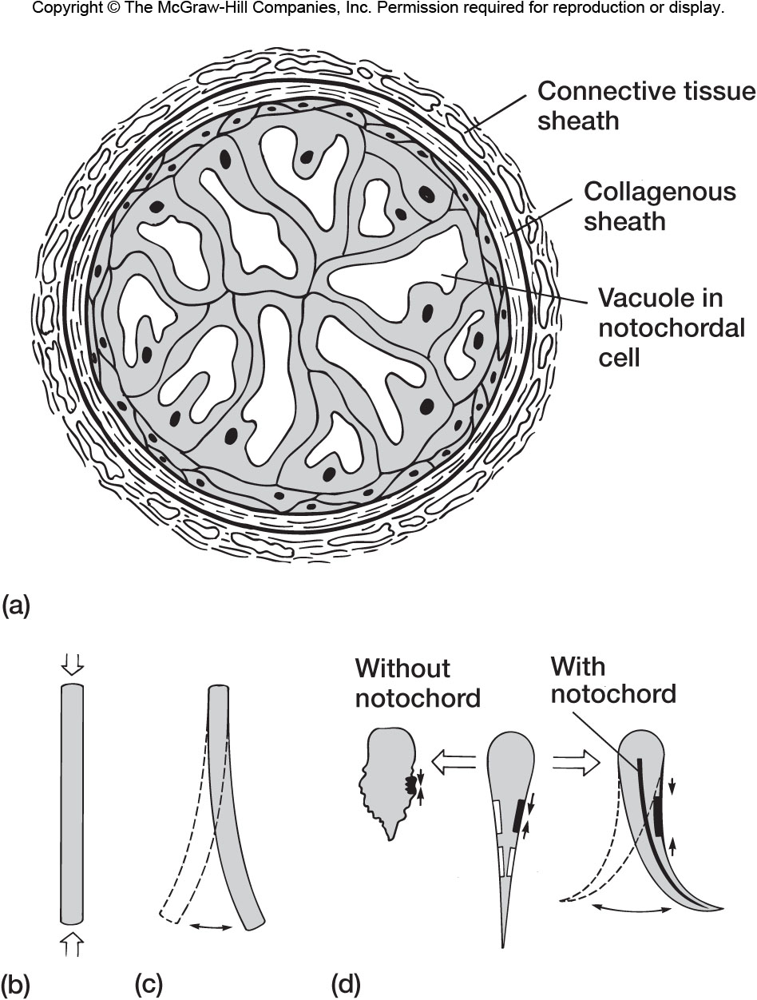 Copyright © The McGraw-Hill Companies, Inc. Permission required for reproduction or display.
Connective tissue
sheath
Collagenous
sheath
Vacuole in
notochordal
cell
(a)
Without
notochord
With
notochord
(b)
(c)
(d)